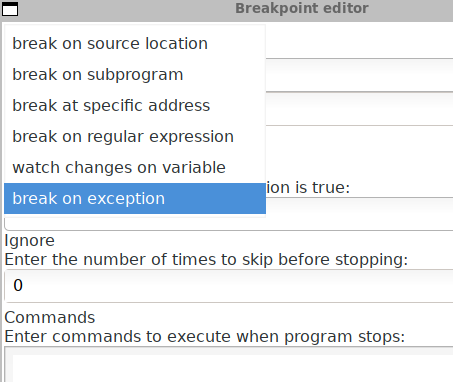 Breakpoint editor
break on source location
break on subprogram
break at specific address
break on regular expression
watch changes on variable
ion is true:
break on exception
Ignore
Enter the number of times to skip before stopping:
0
Commands
Enter commands to execute when program stops: